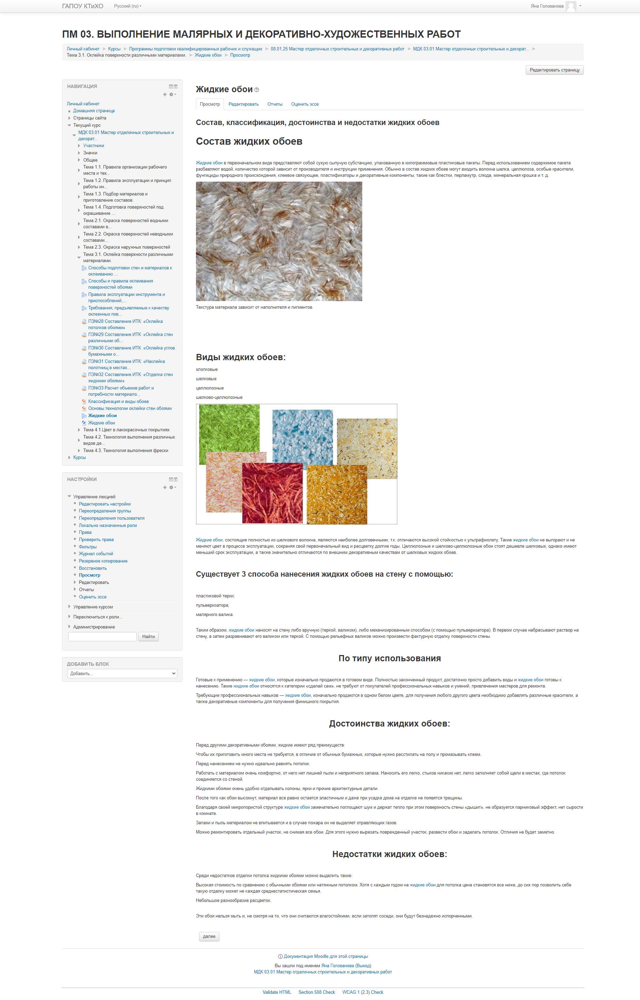 ГАПОУ КТиХО
Русский (ru)
Яна Голованова
ПМ 03. ВЫПОЛНЕНИЕ МАЛЯРНЫХ И ДЕКОРАТИВНО-ХУДОЖЕСТВЕННЫХ РАБОТ
Личный кабинет Курсы Программы подготовки квалифицированных рабочих и служащих 08.01.25 Мастер отделочных строительных и декоративных работ МДК 03.01 Мастер отделочных строительных и декорат...
Тема 3.1. Оклейка поверхности различными материалами. Жидкие обои Просмотр
Редактировать страницу
НАВИГАЦИЯ
Личный кабинет
Домашняя страница
Страницы сайта
Текущий курс
МДК 03.01 Мастер отделочных строительных и
декорат...
Участники
Значки
Общее
Тема 1.1. Правила организации рабочего
места и тех...
Тема 1.2. Правила эксплуатации и принцип
работы ин...
Тема 1.3. Подбор материалов и
приготовление составов.
Тема 1.4. Подготовка поверхностей под
окрашивание ...
Тема 2.1. Окраска поверхностей водными
составами в...
Тема 2.2. Окраска поверхностей неводными
составами...
Тема 2.3. Окраска наружных поверхностей
Тема 3.1. Оклейка поверхности различными
материалами.
Способы подготовки стен и материалов к
оклеиванию ...
Способы и правила оклеивания
поверхностей обоями
Правила эксплуатации инструмента и
приспособлений,...
Требования, предъявляемые к качеству
оклеенных пов...
ПЗ№28 Составление ИТК: «Оклейка
потолков обоями»
ПЗ№29 Составление ИТК: «Оклейка стен
различными об...
ПЗ№30 Составление ИТК: «Оклейка углов
бумажными о...
ПЗ№31 Составление ИТК: «Наклейка
полотнищ в местах...
ПЗ№32 Составление ИТК: «Отделка стен
жидкими обоями»
ПЗ№33 Расчет объемов работ и
потребности материало...
Классификация и виды обоев
Основы технологии оклейки стен обоями
Жидкие обои
Жидкие обои
Тема 4.1.Цвет в лакокрасочных покрытиях
Тема 4.2. Технология выполнения различных
видов де...
Тема 4.3. Технология выполнения фрески
Курсы
НАСТРОЙКИ
Управление лекцией
Редактировать настройки
Переопределения группы
Переопределения пользователя
Локально назначенные роли
Права
Проверить права
Фильтры
Журнал событий
Резервное копирование
Восстановить
Просмотр
Редактировать
Отчеты
Оценить эссе
Управление курсом
Переключиться к роли...
Администрирование
Найти
ДОБАВИТЬ БЛОК
Добавить...
Жидкие обои
Просмотр Редактировать Отчеты Оценить эссе
Состав, классификация, достоинства и недостатки жидких обоев
Состав жидких обоев
Жидкие обои в первоначальном виде представляют собой сухую сыпучую субстанцию, упакованную в килограммовые пластиковые пакеты. Перед использованием содержимое пакета
разбавляют водой, количество которой зависит от производителя и инструкции применения. Обычно в состав жидких обоев могут входить волокна шелка, целлюлоза, особые красители,
фунгициды природного происхождения, клеевое связующее, пластификаторы и декоративные компоненты, такие как блестки, перламутр, слюда, минеральная крошка и т. д.
Текстура материала зависит от наполнителя и пигментов
Виды жидких обоев:
хлопковые
шелковые
целлюлозные
шелково-целлюлозные
Жидкие обои, состоящие полностью из шелкового волокна, являются наиболее долговечными, т.к. отличаются высокой стойкостью к ультрафиолету. Такие жидкие обои не выгорают и не
меняют цвет в процессе эксплуатации, сохраняя свой первоначальный вид и расцветку долгие годы. Целлюлозные и шелково-целлюлозные обои стоят дешевле шелковых, однако имеют
меньший срок эксплуатации, а также значительно отличаются по внешним декоративным качествам от шелковых жидких обоев.
Существует 3 способа нанесения жидких обоев на стену с помощью:
пластиковой терки;
пульверизатора;
малярного валика.
Таким образом, жидкие обои наносят на стену либо вручную (теркой, валиком), либо механизированным способом (с помощью пульверизатора). В первом случае набрасывают раствор на
стену, а затем разравнивают его валиком или теркой. С помощью рельефных валиков можно произвести фактурную отделку поверхности стены.
По типу использования
Готовые к применению — жидкие обои, которые изначально продаются в готовом виде. Полностью законченный продукт, достаточно просто добавить воды и жидкие обои готовы к
нанесению. Такие жидкие обои относятся к категории «сделай сам», не требуют от покупателей профессиональных навыков и умений, привлечения мастеров для ремонта.
Требующие профессиональных навыков — жидкие обои, изначально продаются в одном белом цвете, для получения любого другого цвета необходимо добавлять различные красители, а
также декоративные компоненты для получения финишного покрытия.
Достоинства жидких обоев:
Перед другими декоративными обоями, жидкие имеют ряд преимуществ:
Чтобы их приготовить много места не требуется, в отличие от обычных бумажных, которые нужно расстилать на полу и промазывать клеем.
Перед нанесением не нужно идеально равнять потолок.
Работать с материалом очень комфортно, от него нет лишней пыли и неприятного запаха. Наносить его легко, стыков никаких нет, легко заполняет собой щели в местах, где потолок
соединяется со стеной.
Жидкими обоями очень удобно отделывать колоны, ярки и прочие архитектурные детали.
После того как обои высохнут, материал все равно остается эластичным и даже при усадке дома на отделке не появятся трещины.
Благодаря своей микропористой структуре жидкие обои замечательно поглощают шум и держат тепло при этом поверхность стены «дышит», не образуется парниковый эффект, нет сырости
в комнате.
Запахи и пыль материалом не впитывается и в случае пожара он не выделяет отравляющих газов.
Можно ремонтировать отдельный участок, не снимая все обои. Для этого нужно вырезать поврежденный участок, развести обои и заделать потолок. Отличия не будет заметно.
Недостатки жидких обоев:
Среди недостатков отделки потолка жидкими обоями можно выделить такие:
Высокая стоимость по сравнению с обычными обоями или натяжным потолком. Хотя с каждым годом на жидкие обои для потолка цена становятся все ниже, до сих пор позволить себе
такую отделку может не каждая среднестатистическая семья.
Небольшое разнообразие расцветок.
Эти обои нельзя мыть и, не смотря на то, что они считаются влагостойкими, если затопят соседи, они будут безнадежно испорченными.
далее
Документация Moodle для этой страницы
Вы зашли под именем Яна Голованова (Выход)
МДК 03.01 Мастер отделочных строительных и декоративных работ
Validate HTML Section 508 Check WCAG 1 (2,3) Check